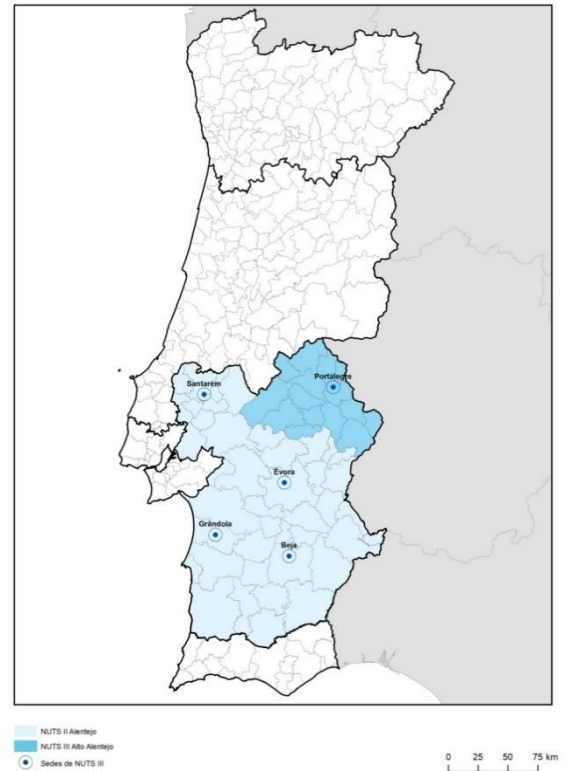 Portalegre
Santarém
Évora
Grândola
Beja
NUTS II Alentejo
NUTS III Alto Alentejo
Sedes de NUTS III
0 25 50 75 km